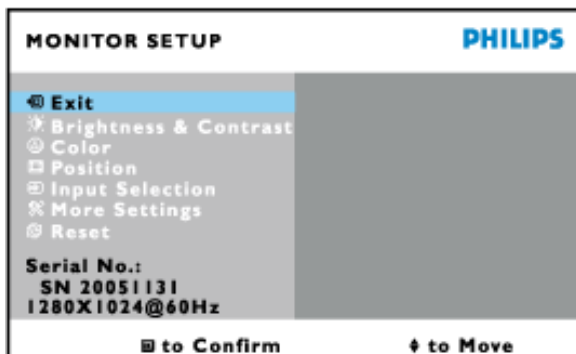 MONITOR SETUP PHILIPS
Exit
Brightness & Contrast
Color
Position
Input Selection
More Settings
Reset
Serial No.:
SN 20051131
1280X1024@60Hz
to Confirm to Move